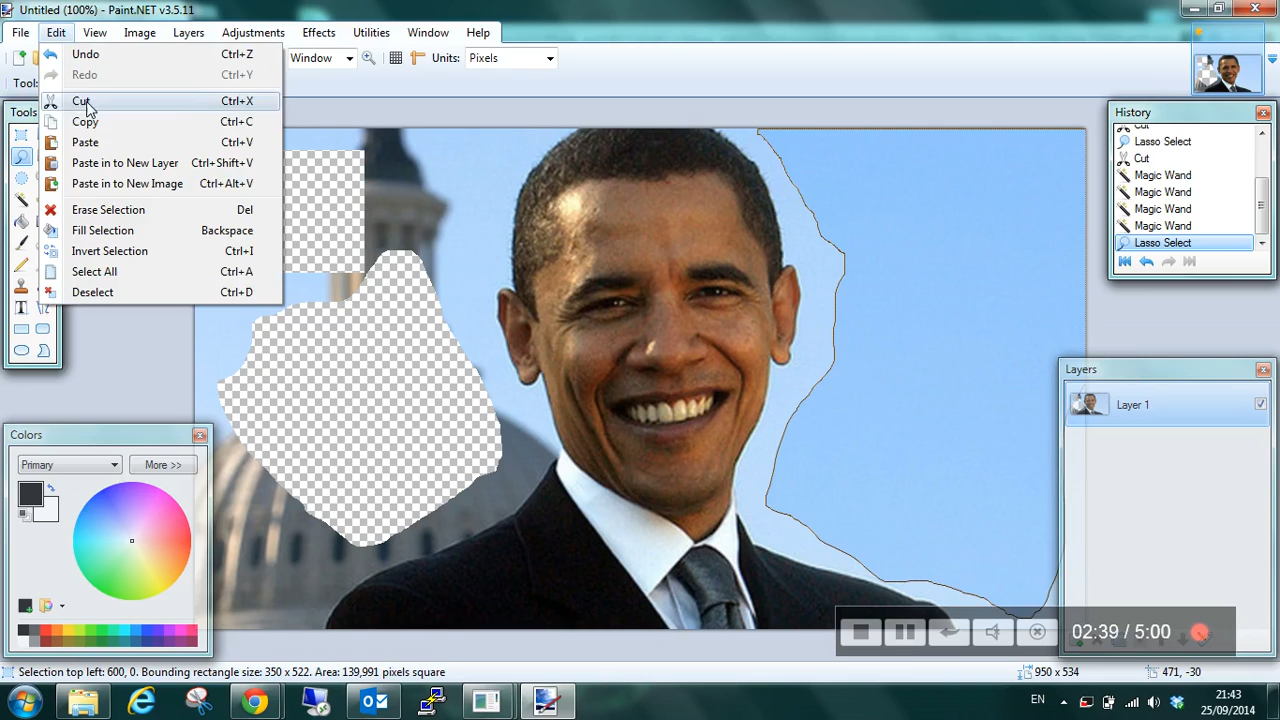 Untitled (100%) - Paint.NET v3.5.11
File Edit View Image Layers Adjustments Effects Utilities Window Help
Window Units: Pixels
Tool:
Undo Ctrl+Z
Redo Ctrl+Y
Cut Ctrl+X
Copy Ctrl+C
Paste Ctrl+V
Paste in to New Layer Ctrl+Shift+V
Paste in to New Image Ctrl+Alt+V
Erase Selection Del
Fill Selection Backspace
Invert Selection Ctrl+I
Select All Ctrl+A
Deselect Ctrl+D
Tools
History
Cut
Lasso Select
Cut
Magic Wand
Magic Wand
Magic Wand
Magic Wand
Lasso Select
Layers
Layer 1
Colors
Primary More >>
02:39 / 5:00
Selection top left: 600, 0. Bounding rectangle size: 350 x 522. Area: 139,991 pixels square 950 x 534 471, -30
EN 21:43
25/09/2014